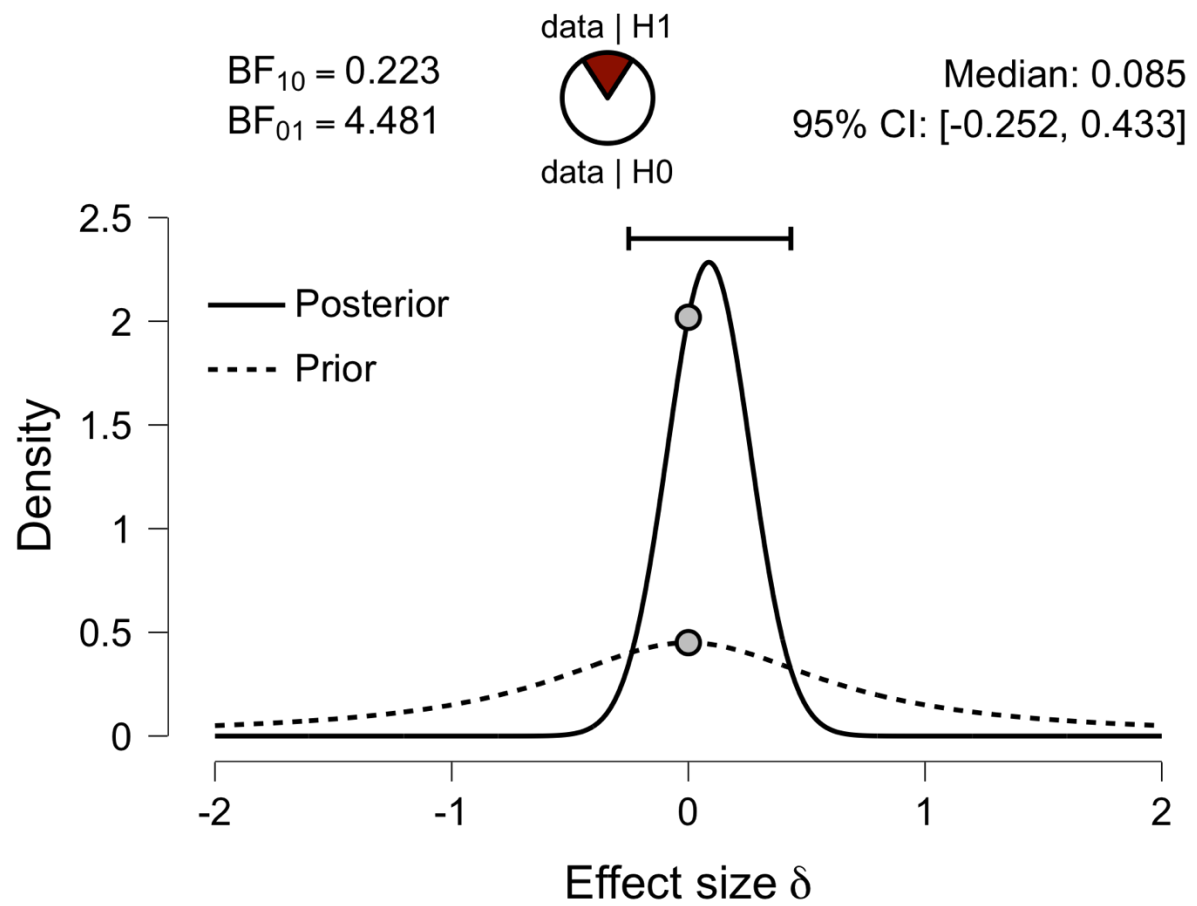 data | H1
BF₁₀ = 0.223
BF₀₁ = 4.481
Median: 0.085
95% CI: [-0.252, 0.433]
data | H0
2.5
2
1.5
1
0.5
0
Density
Posterior
Prior
-2
-1
0
1
2
Effect size δ